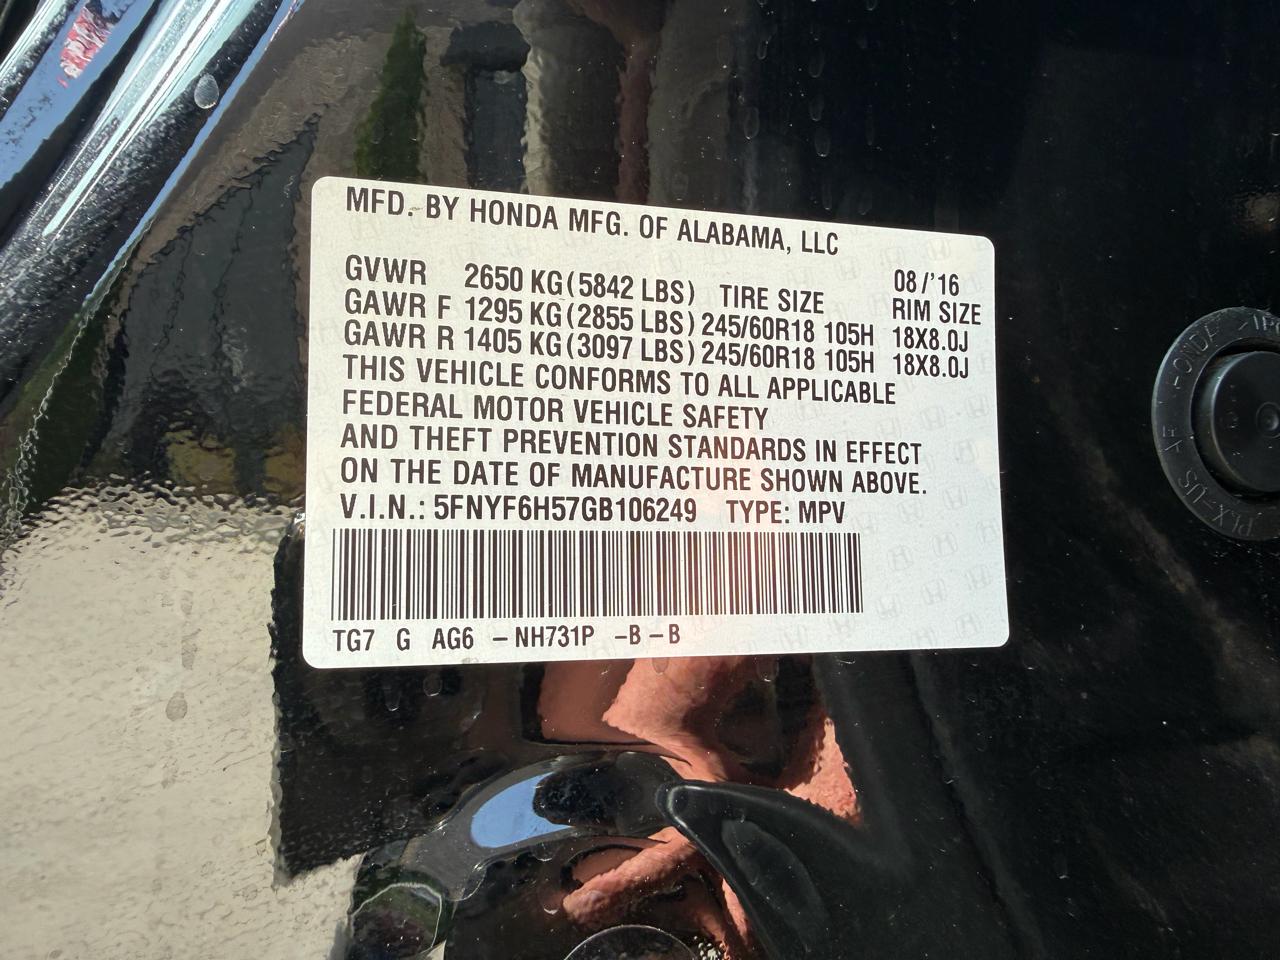 MFD. BY HONDA MFG. OF ALABAMA, LLC
08/'16
GVWR 2650 KG(5842 LBS) TIRE SIZE RIM SIZE
GAWR F 1295 KG(2855 LBS) 245/60R18 105H 18X8.0J
GAWR R 1405 KG(3097 LBS) 245/60R18 105H 18X8.0J
THIS VEHICLE CONFORMS TO ALL APPLICABLE
FEDERAL MOTOR VEHICLE SAFETY
AND THEFT PREVENTION STANDARDS IN EFFECT
ON THE DATE OF MANUFACTURE SHOWN ABOVE.
V.I.N.: 5FNYF6H57GB106249 TYPE: MPV
TG7 G AG6 -NH731P -B-B
HONDA